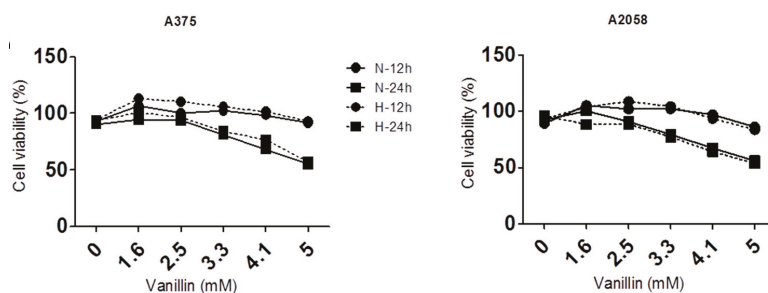 A375
150
100
50
0
Cell viability (%)
0 1.6 2.5 3.3 4.1 5
Vanillin (mM)
N-12h
N-24h
H-12h
H-24h
A2058
150
100
50
0
Cell viability (%)
0 1.6 2.5 3.3 4.1 5
Vanillin (mM)